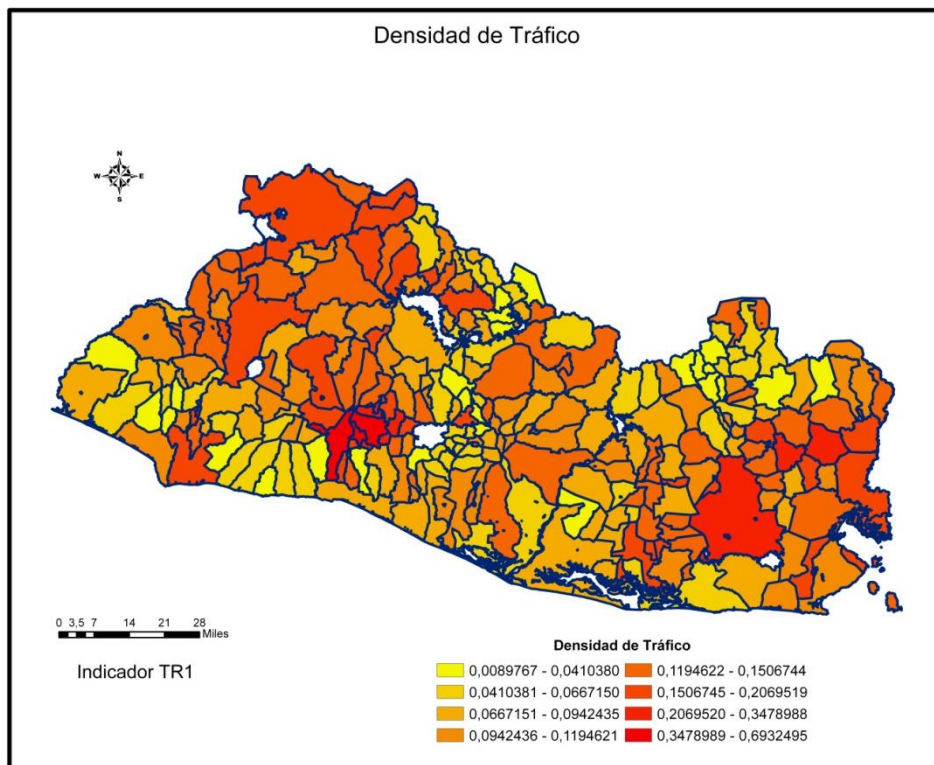 Densidad de Tráfico
N
W E
S
0 3,5 7 14 21 28
Miles
Indicador TR1
Densidad de Tráfico
0,0089767 - 0,0410380
0,0410381 - 0,0667150
0,0667151 - 0,0942435
0,0942436 - 0,1194621
0,1194622 - 0,1506744
0,1506745 - 0,2069519
0,2069520 - 0,3478988
0,3478989 - 0,6932495